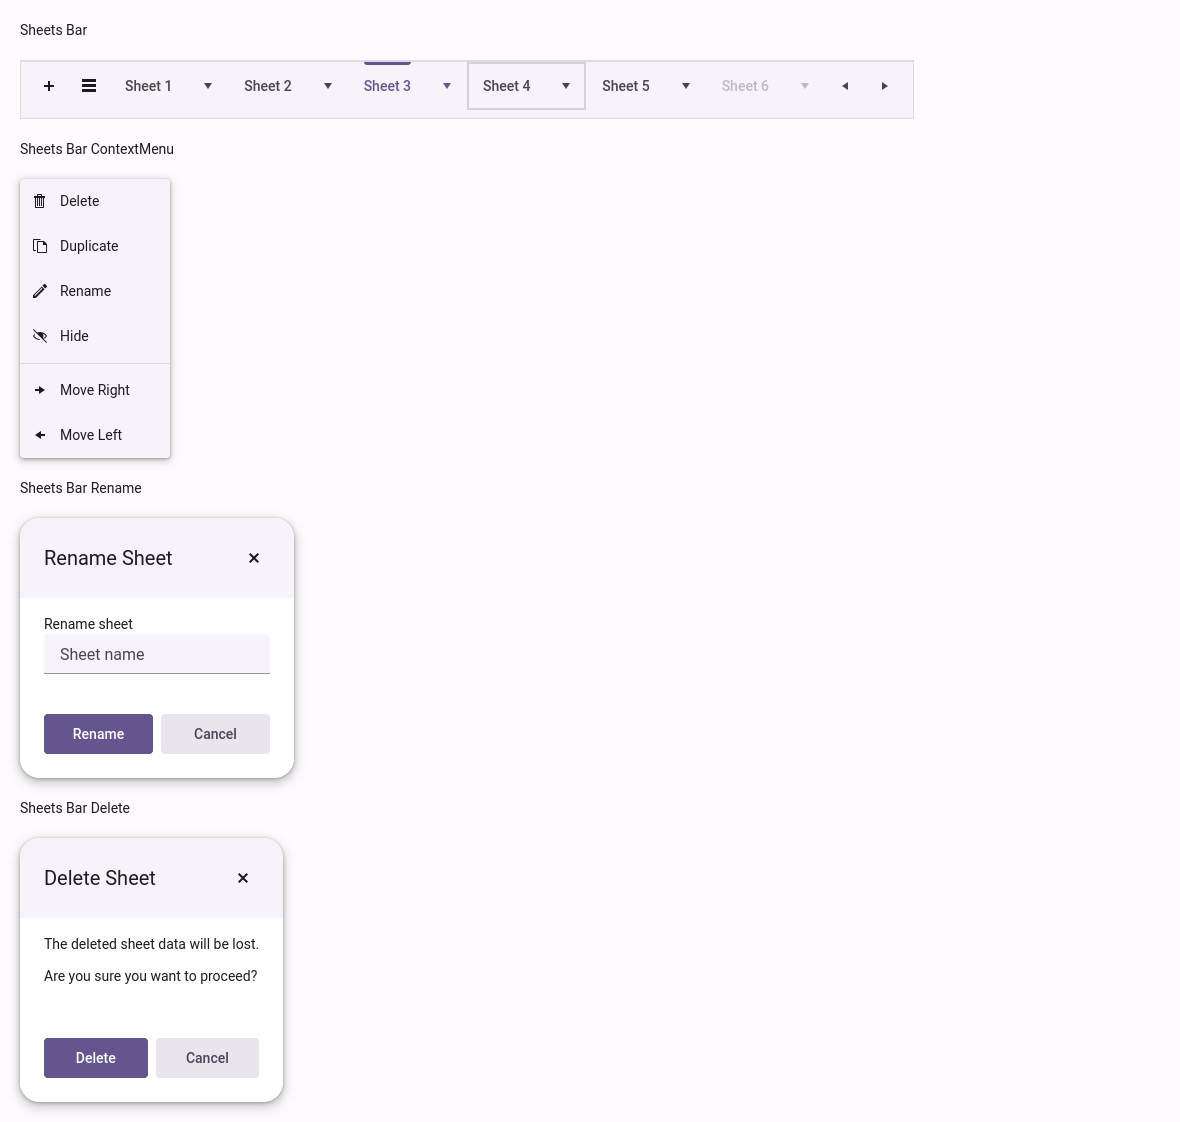 Sheets Bar
Sheet 1 Sheet 2 Sheet 3 Sheet 4 Sheet 5 Sheet 6
Sheets Bar ContextMenu
Delete
Duplicate
Rename
Hide
Move Right
Move Left
Sheets Bar Rename
Rename Sheet
Rename sheet
Sheet name
Rename Cancel
Sheets Bar Delete
Delete Sheet
The deleted sheet data will be lost.
Are you sure you want to proceed?
Delete Cancel